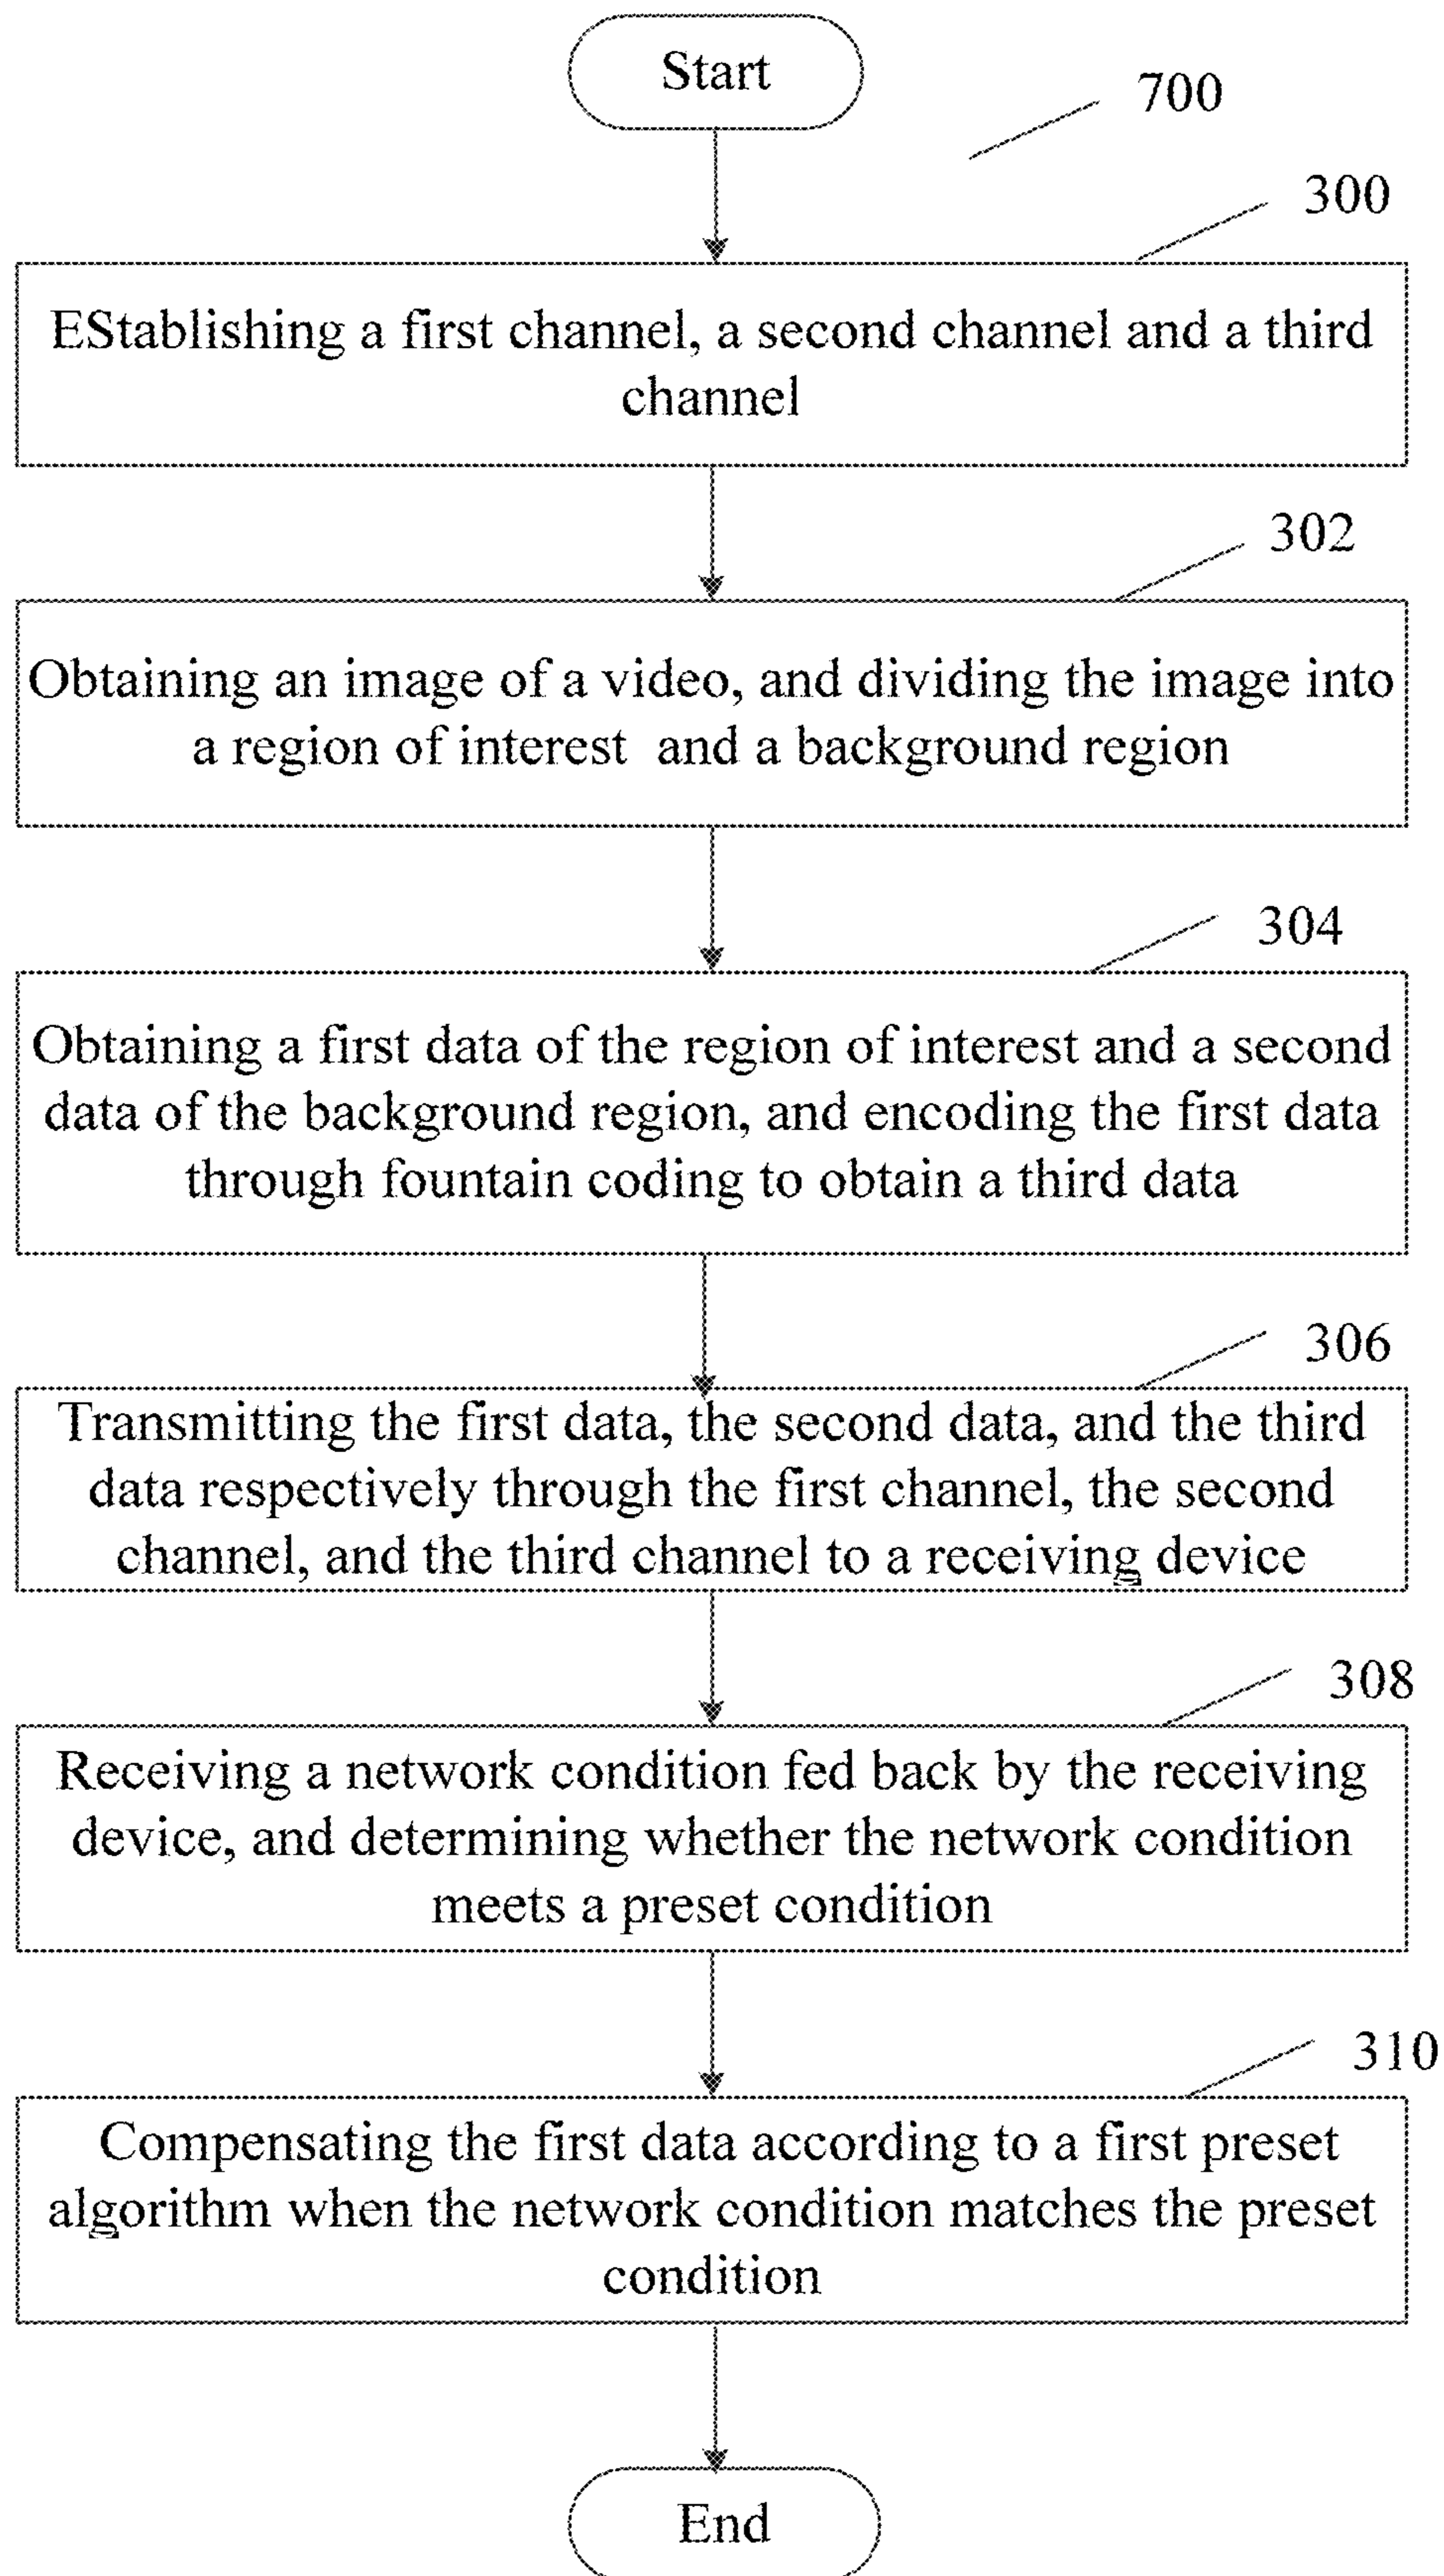 Start
700
300
EStablishing a first channel, a second channel and a third
channel
302
Obtaining an image of a video, and dividing the image into
a region of interest and a background region
304
Obtaining a first data of the region of interest and a second
data of the background region, and encoding the first data
through fountain coding to obtain a third data
306
Transmitting the first data, the second data, and the third
data respectively through the first channel, the second
channel, and the third channel to a receiving device
308
Receiving a network condition fed back by the receiving
device, and determining whether the network condition
meets a preset condition
310
Compensating the first data according to a first preset
algorithm when the network condition matches the preset
condition
End